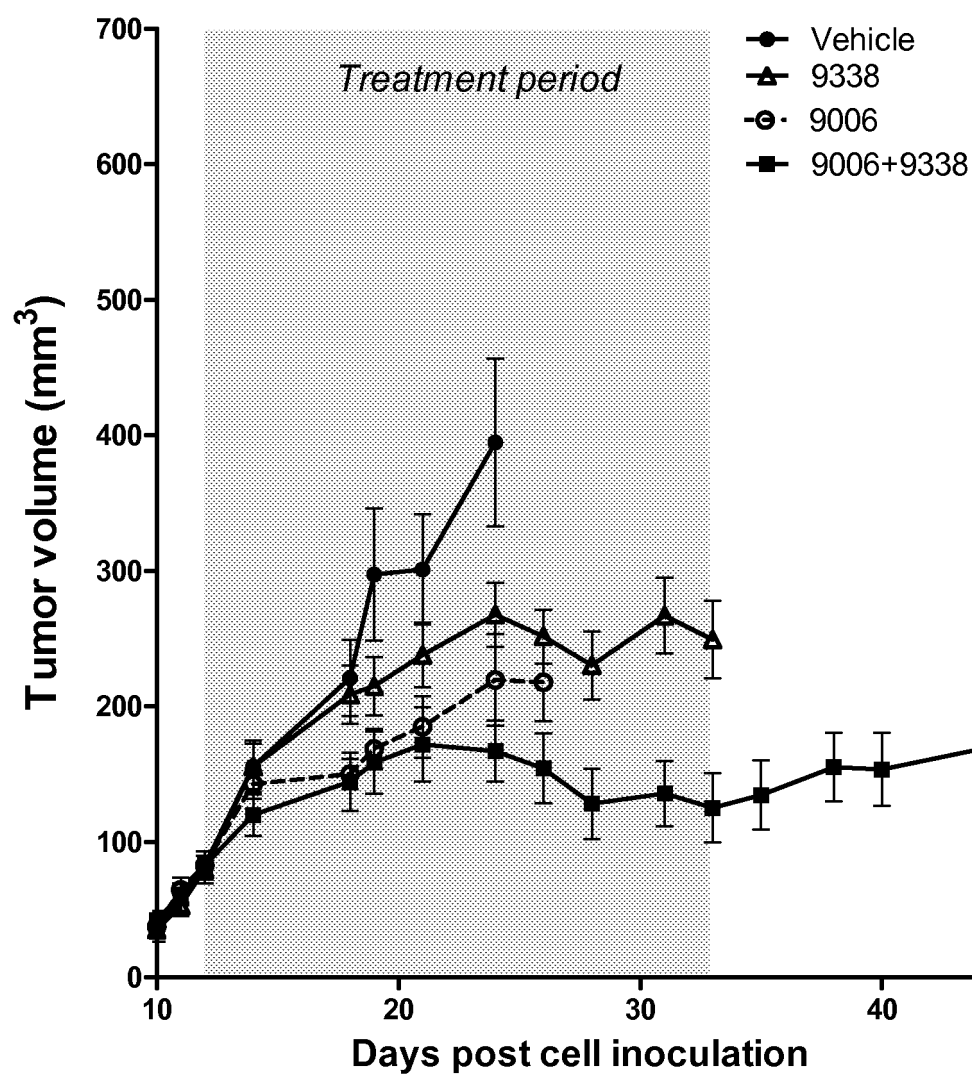 700
600
500
400
300
200
100
0
Tumor volume (mm³)
Treatment period
Vehicle
9338
9006
9006+9338
10 20 30 40
Days post cell inoculation